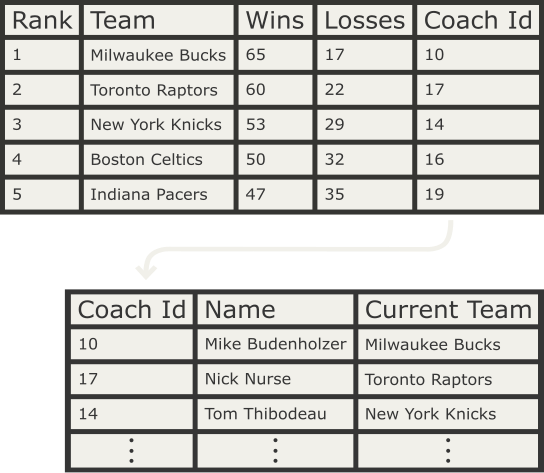 Rank Team Wins Losses Coach Id
1 Milwaukee Bucks 65 17 10
2 Toronto Raptors 60 22 17
3 New York Knicks 53 29 14
4 Boston Celtics 50 32 16
5 Indiana Pacers 47 35 19
Coach Id Name Current Team
10 Mike Budenholzer Milwaukee Bucks
17 Nick Nurse Toronto Raptors
14 Tom Thibodeau New York Knicks
⋮ ⋮ ⋮